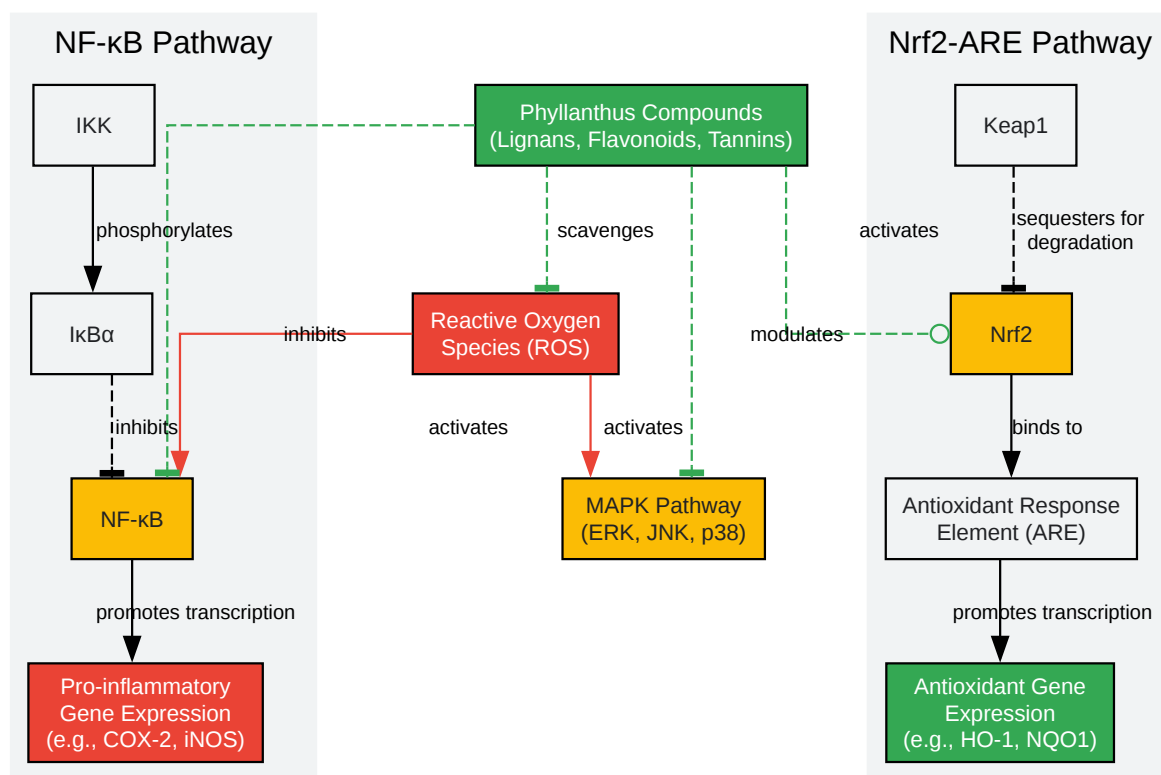 NF-κB Pathway
Nrf2-ARE Pathway
IKK
Phyllanthus Compounds
(Lignans, Flavonoids, Tannins)
Keap1
phosphorylates
scavenges
activates
sequesters for
degradation
IκBα
inhibits
Reactive Oxygen
Species (ROS)
modulates
Nrf2
inhibits
activates
activates
binds to
NF-κB
MAPK Pathway
(ERK, JNK, p38)
Antioxidant Response
Element (ARE)
promotes transcription
promotes transcription
Pro-inflammatory
Gene Expression
(e.g., COX-2, iNOS)
Antioxidant Gene
Expression
(e.g., HO-1, NQO1)